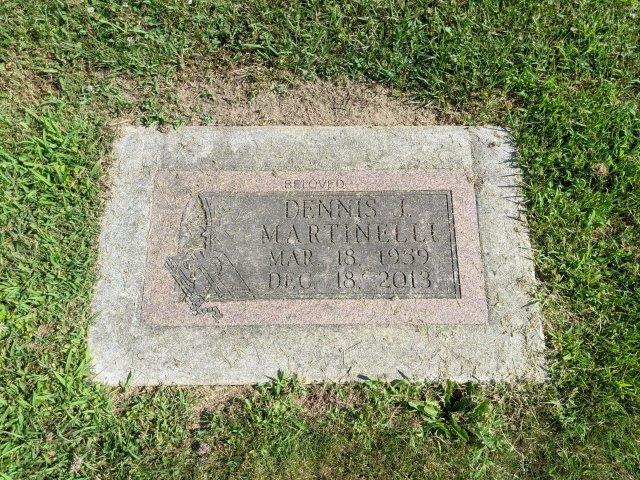 BELOVED
DENNIS J.
MARTINELLI
MAR 18, 1939
DEC. 18, 2013